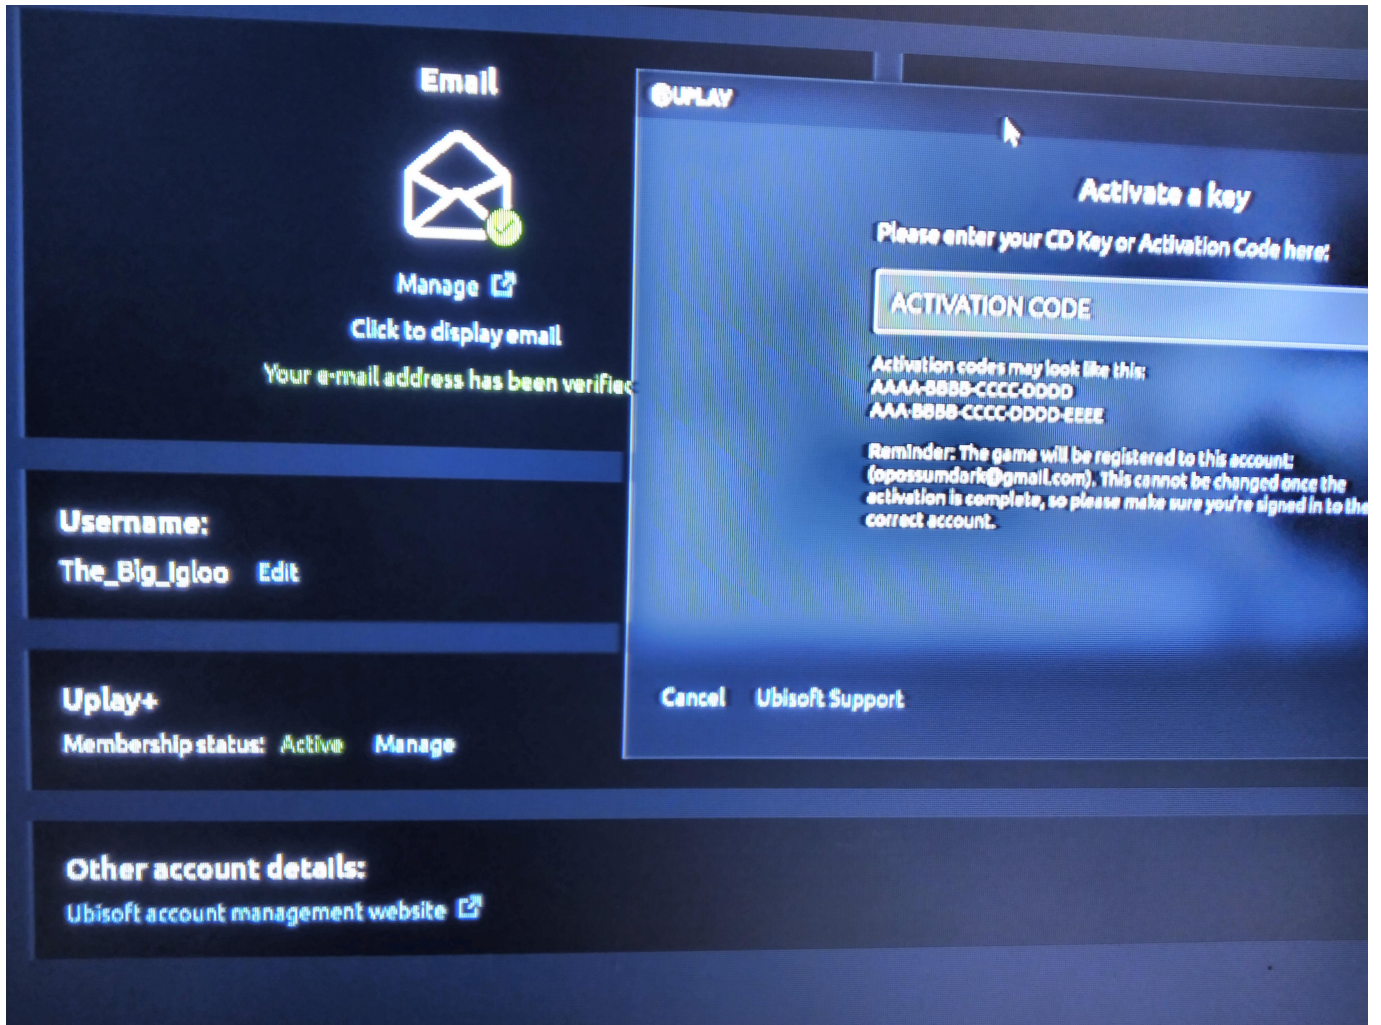 Email
Manage
Click to display email
Your e-mail address has been verified
Username:
The_Big_Igloo Edit
Uplay+
Membership status: Active Manage
Other account details:
Ubisoft account management website
UPLAY
Activate a key
Please enter your CD Key or Activation Code here:
ACTIVATION CODE
Activation codes may look like this:
AAAA-BBBB-CCCC-DDDD
AAA-BBBB-CCCC-DDDD-EEEE
Reminder: The game will be registered to this account:
(opossumdark@gmail.com). This cannot be changed once the
activation is complete, so please make sure you're signed in to the
correct account.
Cancel Ubisoft Support